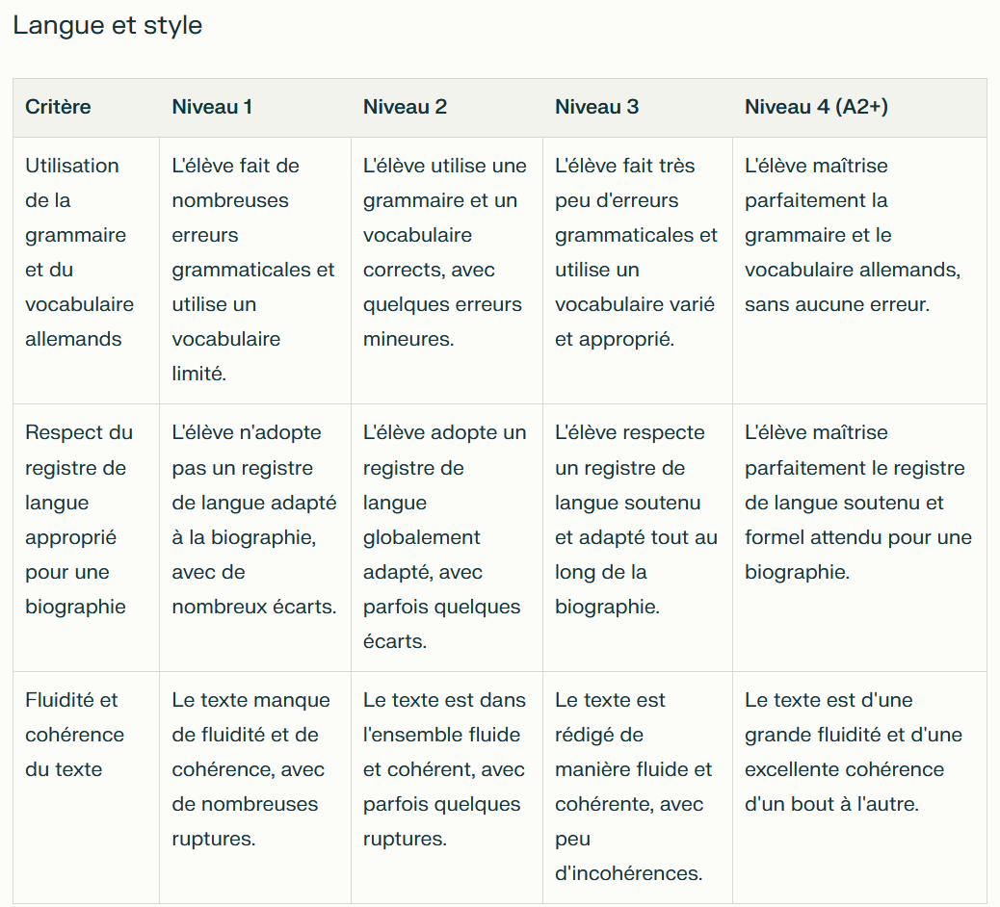 Langue et style
Critère
Niveau 1
Niveau 2
Niveau 3
Niveau 4 (A2+)
Utilisation
de la
grammaire
et du
vocabulaire
allemands
L'élève fait de
nombreuses
erreurs
grammaticales et
utilise un
vocabulaire
limité.
L'élève utilise une
grammaire et un
vocabulaire
corrects, avec
quelques erreurs
mineures.
L'élève fait très
peu d'erreurs
grammaticales et
utilise un
vocabulaire varié
et approprié.
L'élève maîtrise
parfaitement la
grammaire et le
vocabulaire allemands,
sans aucune erreur.
Respect du
registre de
langue
approprié
pour une
biographie
L'élève n'adopte
pas un registre
de langue adapté
à la biographie,
avec de
nombreux écarts.
L'élève adopte un
registre de
langue
globalement
adapté, avec
parfois quelques
écarts.
L'élève respecte
un registre de
langue soutenu
et adapté tout au
long de la
biographie.
L'élève maîtrise
parfaitement le registre
de langue soutenu et
formel attendu pour une
biographie.
Fluidité et
cohérence
du texte
Le texte manque
de fluidité et de
cohérence, avec
de nombreuses
ruptures.
Le texte est dans
l'ensemble fluide
et cohérent, avec
parfois quelques
ruptures.
Le texte est
rédigé de
manière fluide et
cohérente, avec
peu
d'incohérences.
Le texte est d'une
grande fluidité et d'une
excellente cohérence
d'un bout à l'autre.